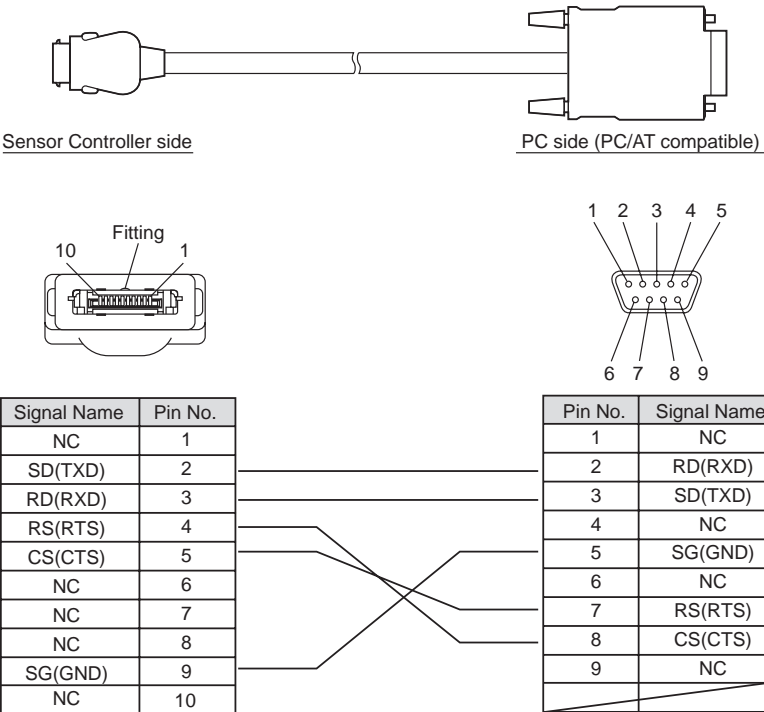 Sensor Controller side
PC side (PC/AT compatible)
Fitting
10 1
1 2 3 4 5
6 7 8 9
Signal Name Pin No.
NC 1
SD(TXD) 2
RD(RXD) 3
RS(RTS) 4
CS(CTS) 5
NC 6
NC 7
NC 8
SG(GND) 9
NC 10
Pin No. Signal Name
1 NC
2 RD(RXD)
3 SD(TXD)
4 NC
5 SG(GND)
6 NC
7 RS(RTS)
8 CS(CTS)
9 NC